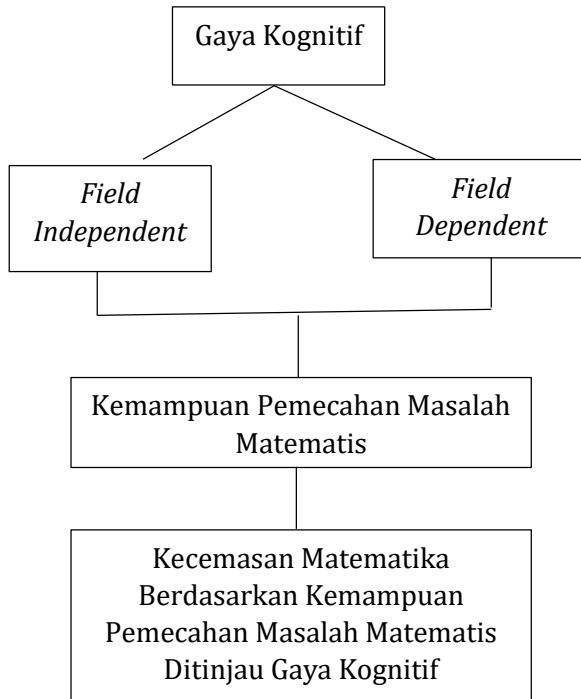 Gaya Kognitif
Field
Independent
Field
Dependent
Kemampuan Pemecahan Masalah
Matematis
Kecemasan Matematika
Berdasarkan Kemampuan
Pemecahan Masalah Matematis
Ditinjau Gaya Kognitif